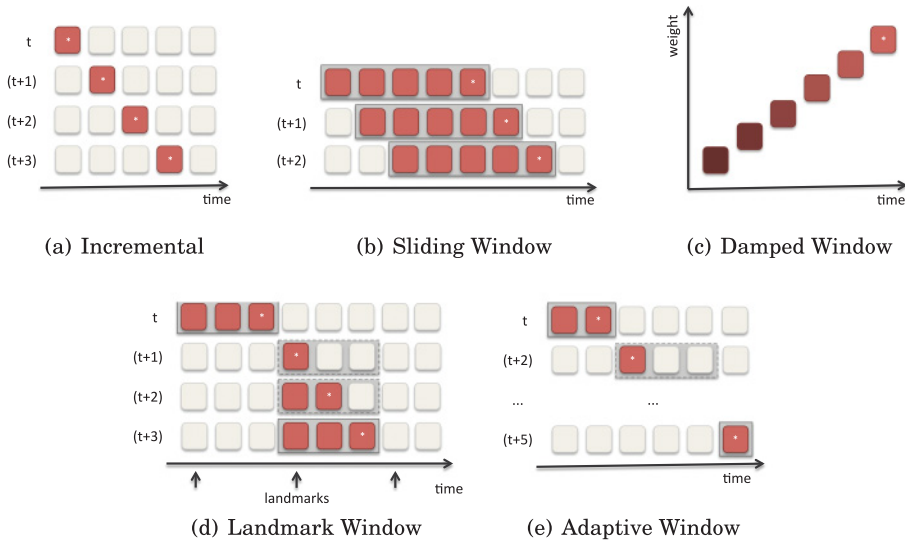 t
(t+1)
(t+2)
(t+3)
time
(a) Incremental
t
(t+1)
(t+2)
time
(b) Sliding Window
weight
time
(c) Damped Window
t
(t+1)
(t+2)
(t+3)
landmarks
time
(d) Landmark Window
t
(t+2)
... ...
(t+5)
time
(e) Adaptive Window